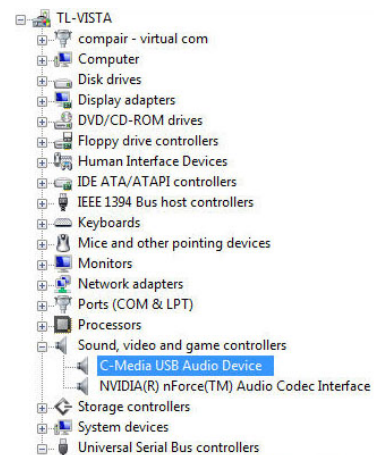 TL-VISTA
compair - virtual com
Computer
Disk drives
Display adapters
DVD/CD-ROM drives
Floppy drive controllers
Human Interface Devices
IDE ATA/ATAPI controllers
IEEE 1394 Bus host controllers
Keyboards
Mice and other pointing devices
Monitors
Network adapters
Ports (COM & LPT)
Processors
Sound, video and game controllers
C-Media USB Audio Device
NVIDIA(R) nForce(TM) Audio Codec Interface
Storage controllers
System devices
Universal Serial Bus controllers